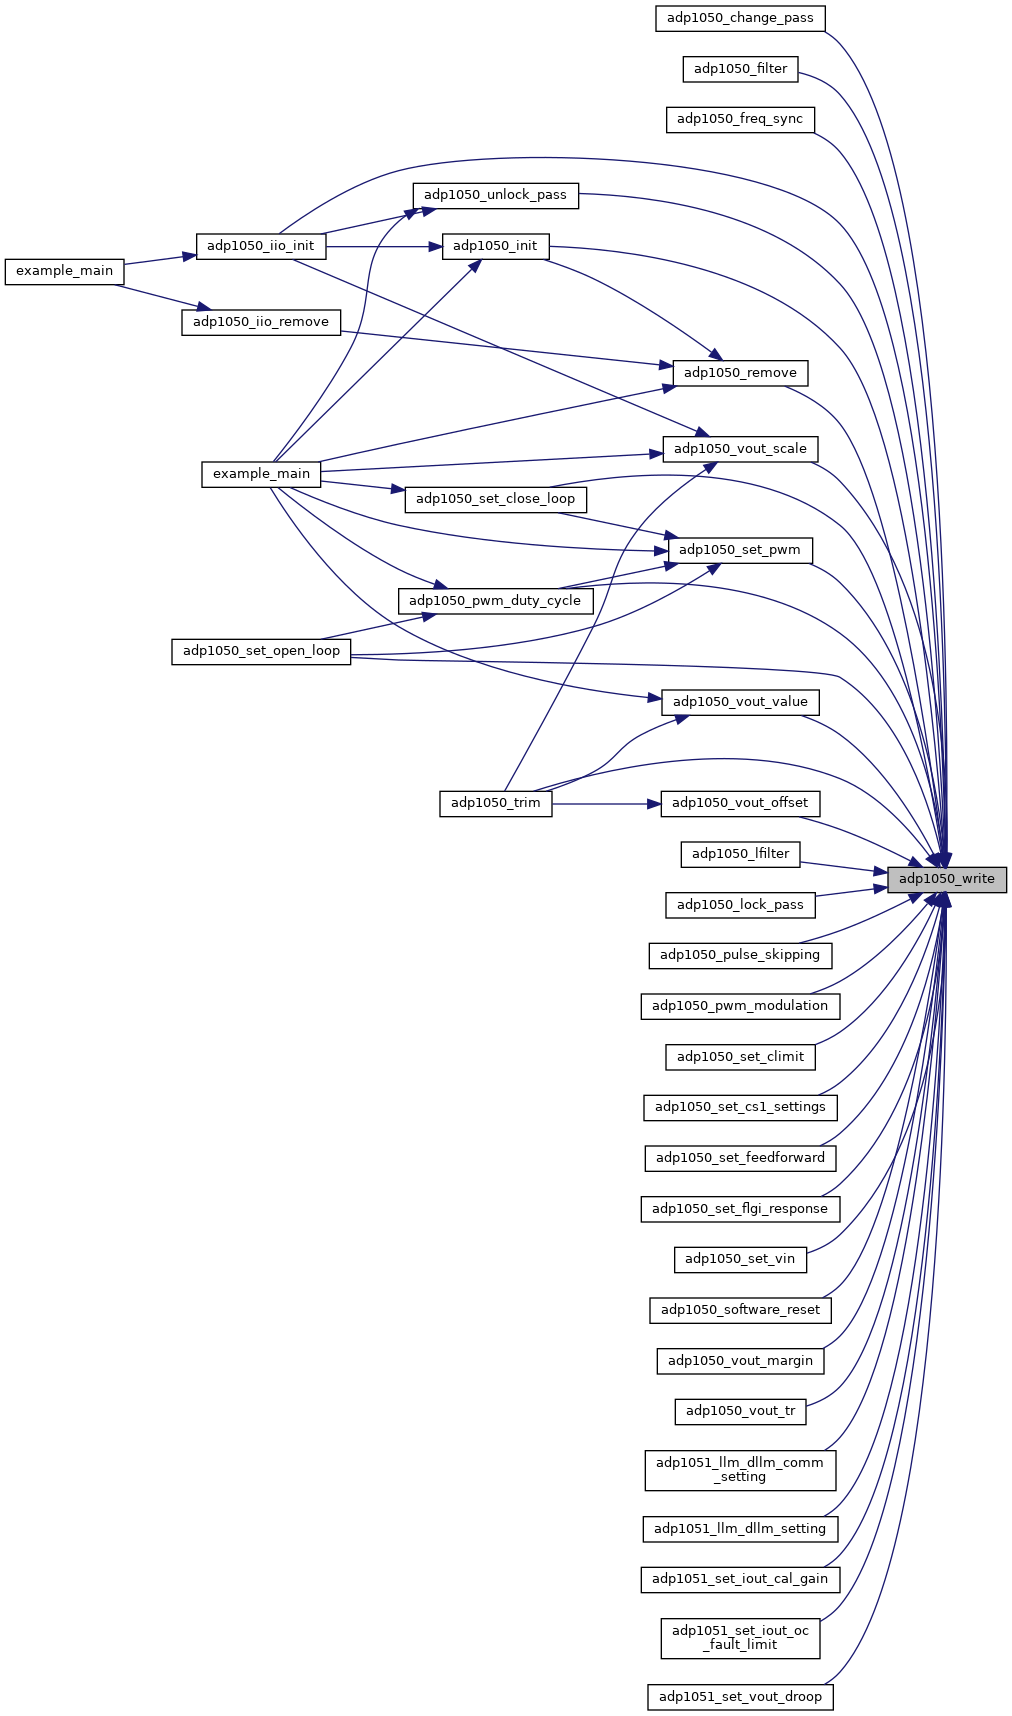 adp1050_change_pass
adp1050_filter
adp1050_freq_sync
adp1050_unlock_pass
adp1050_iio_init
adp1050_init
example_main
adp1050_iio_remove
adp1050_remove
adp1050_vout_scale
example_main
adp1050_set_close_loop
adp1050_set_pwm
adp1050_pwm_duty_cycle
adp1050_set_open_loop
adp1050_vout_value
adp1050_trim
adp1050_vout_offset
adp1050_lfilter
adp1050_write
adp1050_lock_pass
adp1050_pulse_skipping
adp1050_pwm_modulation
adp1050_set_climit
adp1050_set_cs1_settings
adp1050_set_feedforward
adp1050_set_flgi_response
adp1050_set_vin
adp1050_software_reset
adp1050_vout_margin
adp1050_vout_tr
adp1051_llm_dllm_comm
_setting
adp1051_llm_dllm_setting
adp1051_set_iout_cal_gain
adp1051_set_iout_oc
_fault_limit
adp1051_set_vout_droop